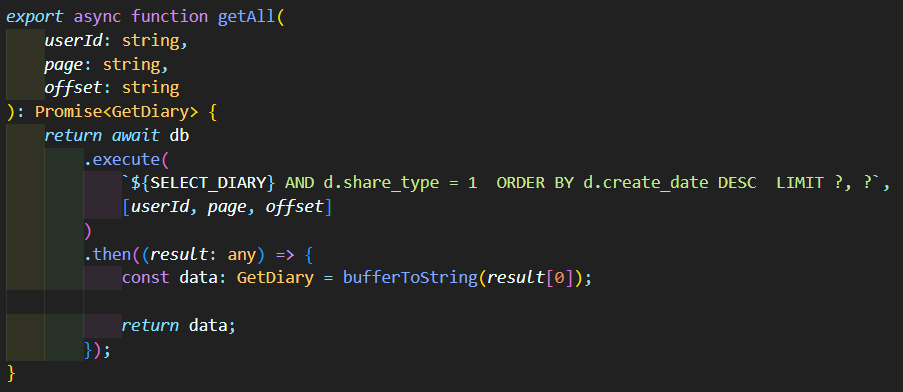 export async function getAll(
    userId: string,
    page: string,
    offset: string
): Promise<GetDiary> {
    return await db
        .execute(
            `${SELECT_DIARY} AND d.share_type = 1  ORDER BY d.create_date DESC  LIMIT ?, ?`,
            [userId, page, offset]
        )
        .then((result: any) => {
            const data: GetDiary = bufferToString(result[0]);

            return data;
        });
}